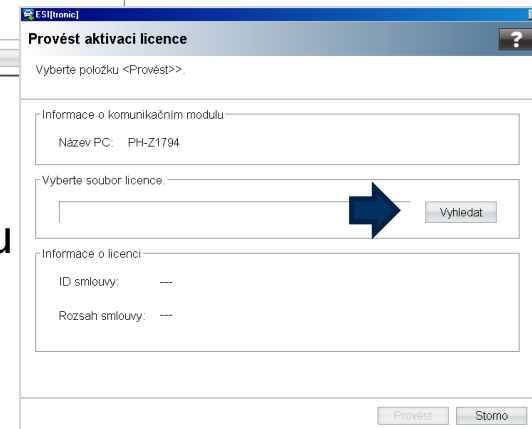 ESI[tronic]
Provést aktivaci licence
?
Vyberte položku <Provést>>.
Informace o komunikačním modulu
Název PC: PH-Z1794
Vyberte soubor licence.
Vyhledat
u
Informace o licenci
ID smlouvy: ---
Rozsah smlouvy: ---
Provést Storno